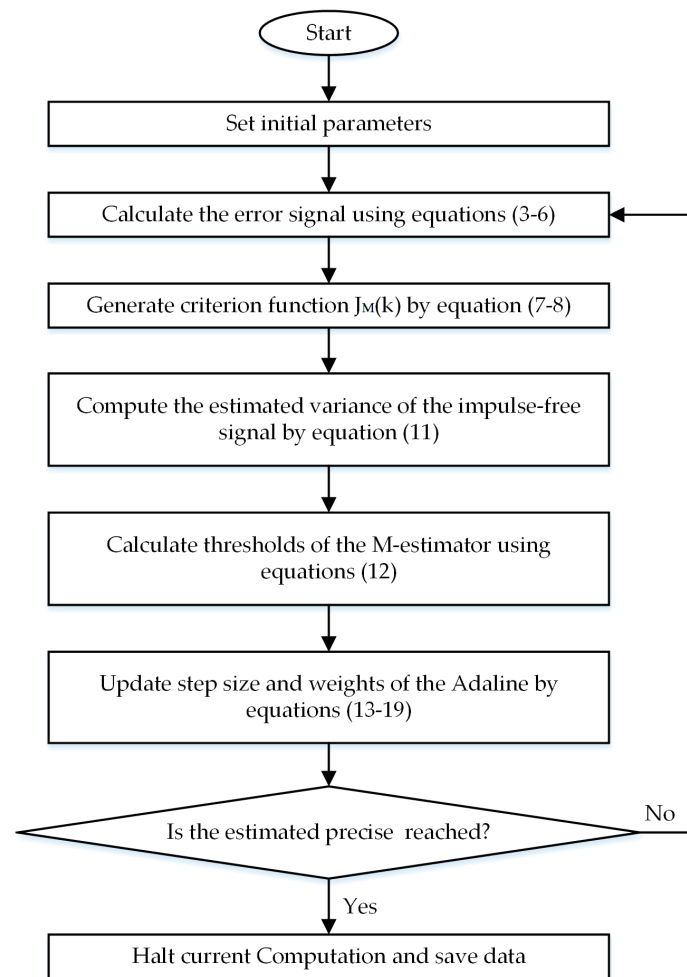 Start
Set initial parameters
Calculate the error signal using equations (3-6)
Generate criterion function JM(k) by equation (7-8)
Compute the estimated variance of the impulse-free
signal by equation (11)
Calculate thresholds of the M-estimator using
equations (12)
Update step size and weights of the Adaline by
equations (13-19)
Is the estimated precise reached?
No
Yes
Halt current Computation and save data